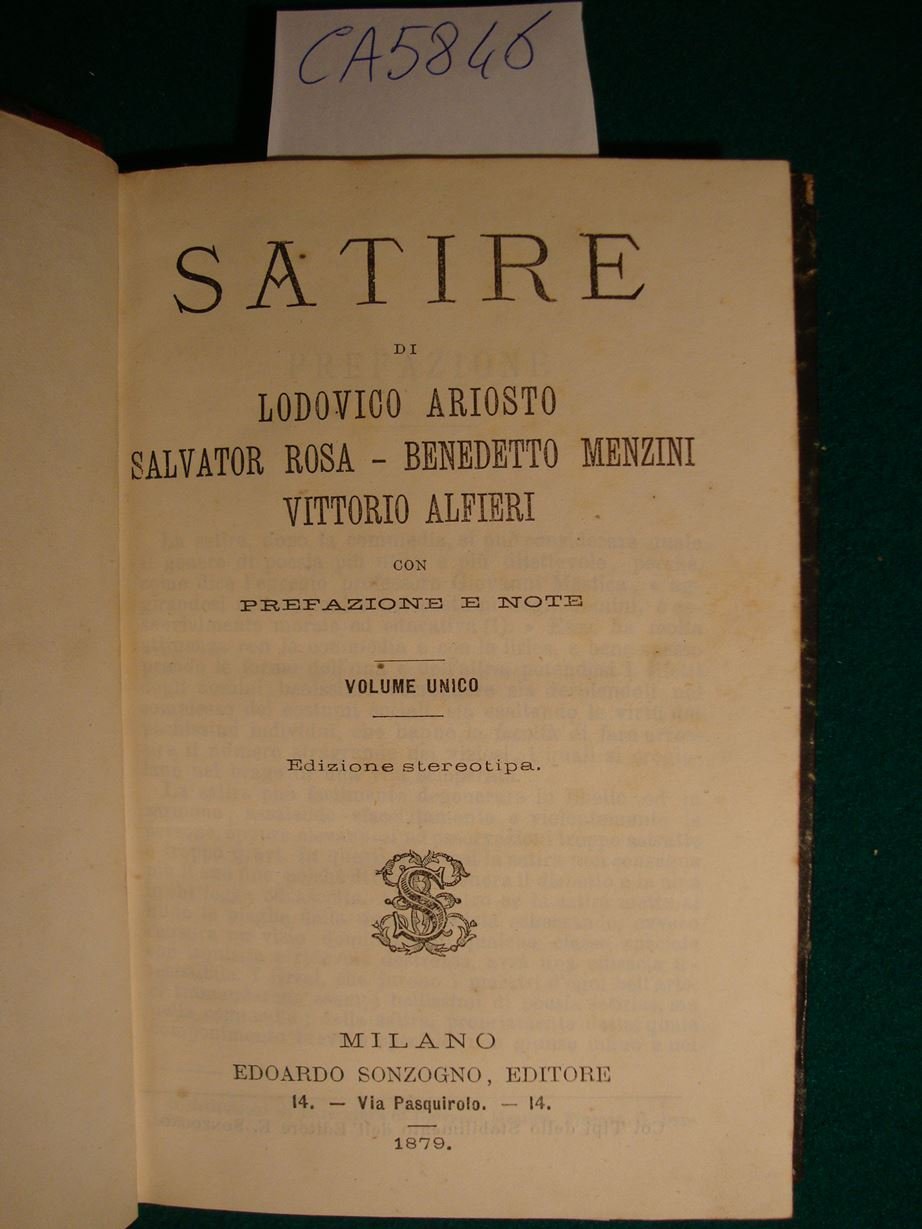 CA5846
SATIRE
DI
LODOVICO ARIOSTO
SALVATOR ROSA – BENEDETTO MENZINI
VITTORIO ALFIERI
CON
PREFAZIONE E NOTE
VOLUME UNICO
Edizione stereotipa.
MILANO
EDOARDO SONZOGNO, EDITORE
14. — Via Pasquirolo. — 14.
1879.